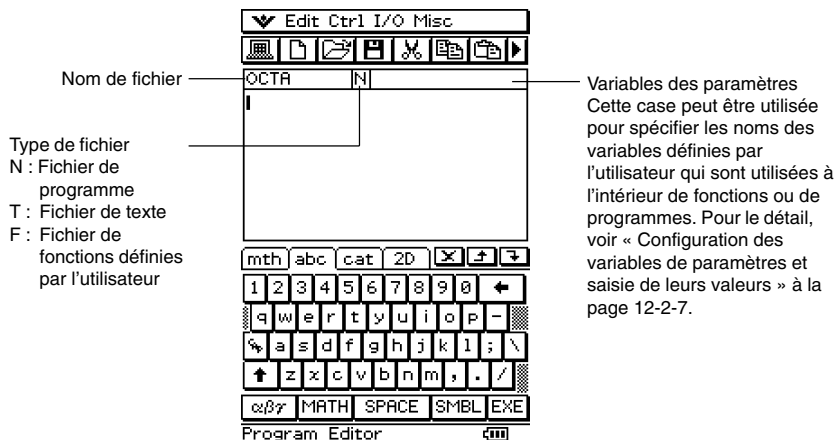 Edit Ctrl I/O Misc
Nom de fichier
OCTA N
Type de fichier
N : Fichier de
programme
T : Fichier de texte
F : Fichier de
fonctions définies
par l'utilisateur
Variables des paramètres
Cette case peut être utilisée
pour spécifier les noms des
variables définies par
l'utilisateur qui sont utilisées à
l'intérieur de fonctions ou de
programmes. Pour le détail,
voir « Configuration des
variables de paramètres et
saisie de leurs valeurs » à la
page 12-2-7.
mth abc cat 2D
1 2 3 4 5 6 7 8 9 0
q w e r t y u i o p -
a s d f g h j k l ; \
z x c v b n m , . /
αβγ MATH SPACE SMBL EXE
Program Editor